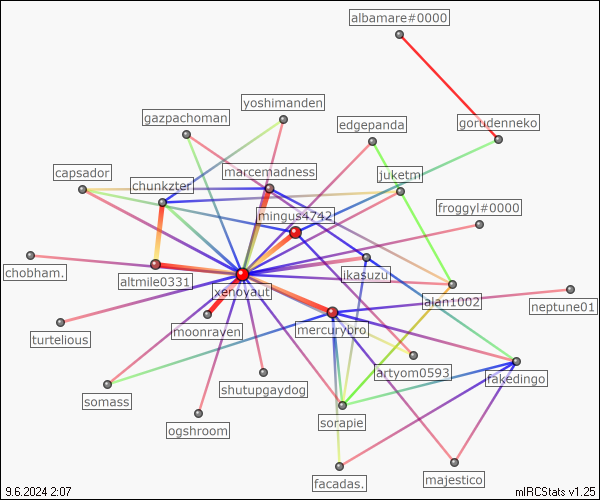 albamare#0000
yoshimanden
gazpachoman
edgepanda
gorudenneko
capsador
marcemadness
juketm
chunkzter
froggyl#0000
mingus4742
chobham.
altmile0331
ikasuzu
xenoyaut
alan1002
neptune01
moonraven
mercurybro
turtelious
artyom0593
fakedingo
shutupgaydog
somass
sorapie
ogshroom
facadas.
majestico
9.6.2024 2:07
mIRCStats v1.25